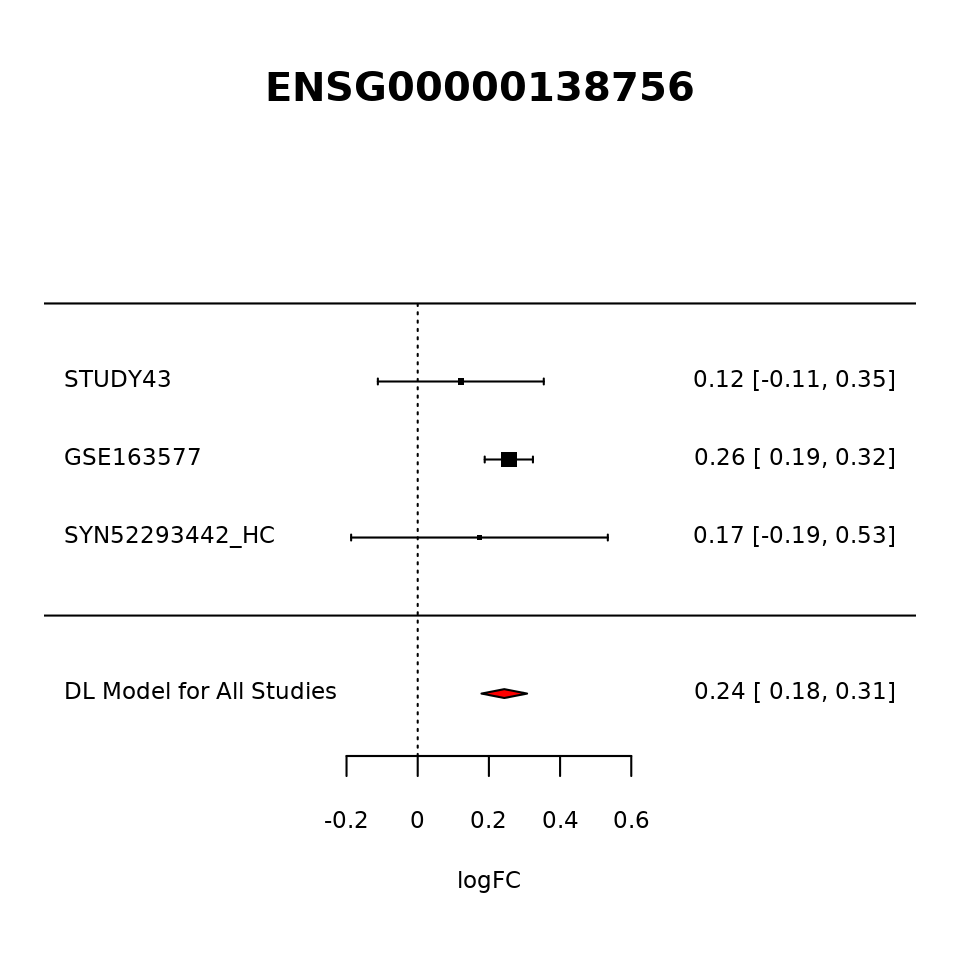 ENSG00000138756
STUDY43 0.12 [-0.11, 0.35]
GSE163577 0.26 [ 0.19, 0.32]
SYN52293442_HC 0.17 [-0.19, 0.53]
DL Model for All Studies 0.24 [ 0.18, 0.31]
-0.2 0 0.2 0.4 0.6
logFC